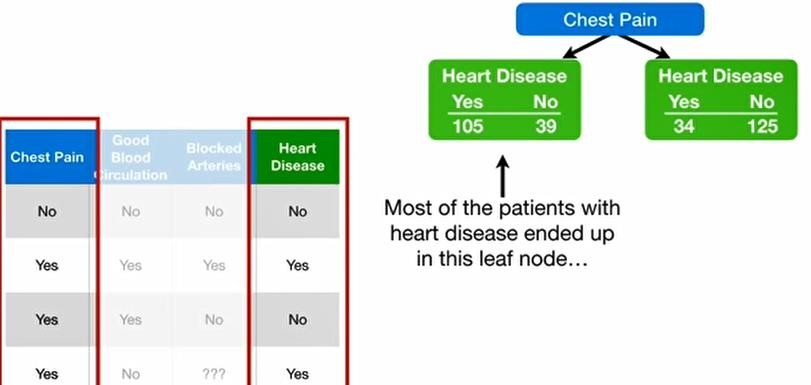 Chest Pain
Heart Disease
Yes No
105 39
Heart Disease
Yes No
34 125
Most of the patients with
heart disease ended up
in this leaf node…
Chest Pain
Good
Blood
Circulation
Blocked
Arteries
Heart
Disease
No No No No
Yes Yes Yes Yes
Yes Yes No No
Yes No ??? Yes